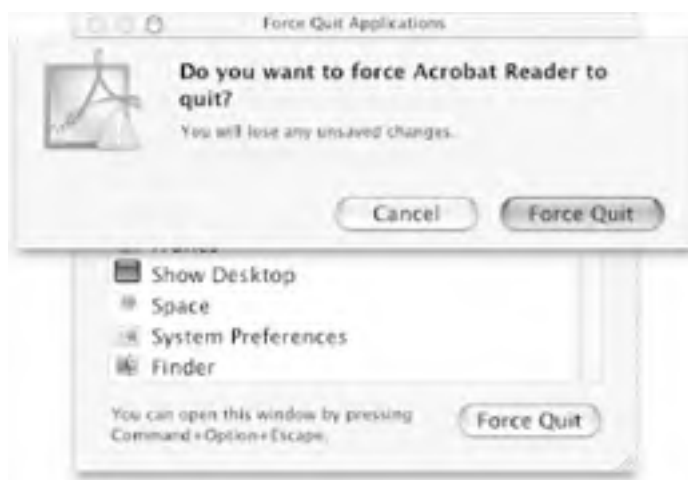 Force Quit Applications
Do you want to force Acrobat Reader to
quit?
You will lose any unsaved changes.
Cancel
Force Quit
Show Desktop
Space
System Preferences
Finder
You can open this window by pressing
Command+Option+Escape.
Force Quit